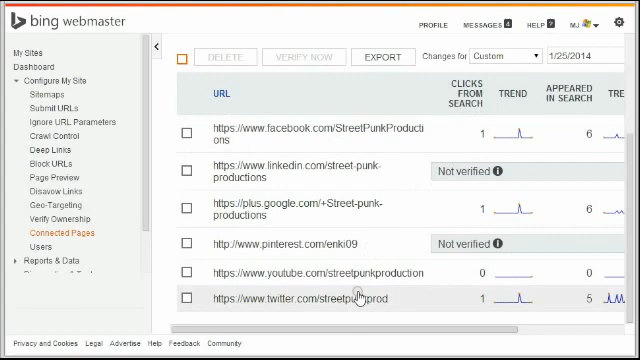 bing webmaster
PROFILE MESSAGES 4 HELP ? MJ
My Sites
Dashboard
Configure My Site
Sitemaps
Submit URLs
Ignore URL Parameters
Crawl Control
Deep Links
Block URLs
Page Preview
Disavow Links
Geo-Targeting
Verify Ownership
Connected Pages
Users
Reports & Data
DELETE VERIFY NOW EXPORT Changes for Custom 1/25/2014
URL CLICKS FROM SEARCH TREND APPEARED IN SEARCH
https://www.facebook.com/StreetPunkProducti
ons 1 6
https://www.linkedin.com/street-punk-
productions Not verified
https://plus.google.com/+Street-punk-
productions 1 6
http://www.pinterest.com/enki09 Not verified
https://www.youtube.com/streetpunkproduction 0 0
https://www.twitter.com/streetpunkprod 1 5
Privacy and Cookies Legal Advertise Help Feedback Community